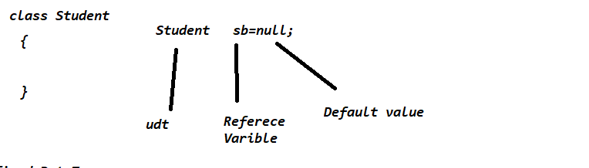 class Student
{
Student sb=null;
}
udt
Referece
Varible
Default value